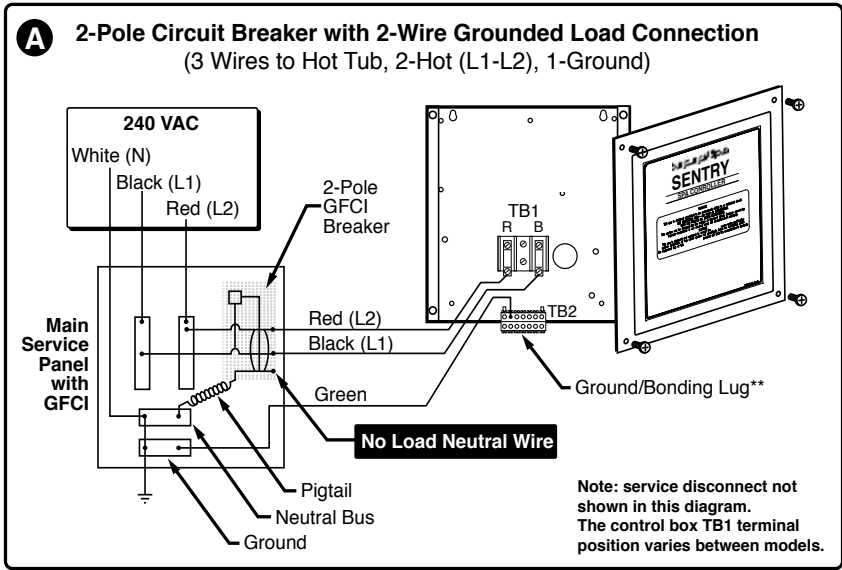 A
2-Pole Circuit Breaker with 2-Wire Grounded Load Connection
(3 Wires to Hot Tub, 2-Hot (L1-L2), 1-Ground)
240 VAC
White (N)
Black (L1)
Red (L2)
2-Pole
GFCI
Breaker
TB1
R B
SENTRY
SPA CONROLLER
Main
Service
Panel
with
GFCI
Red (L2)
Black (L1)
Green
TB2
Ground/Bonding Lug**
No Load Neutral Wire
Pigtail
Neutral Bus
Ground
Note: service disconnect not
shown in this diagram.
The control box TB1 terminal
position varies between models.